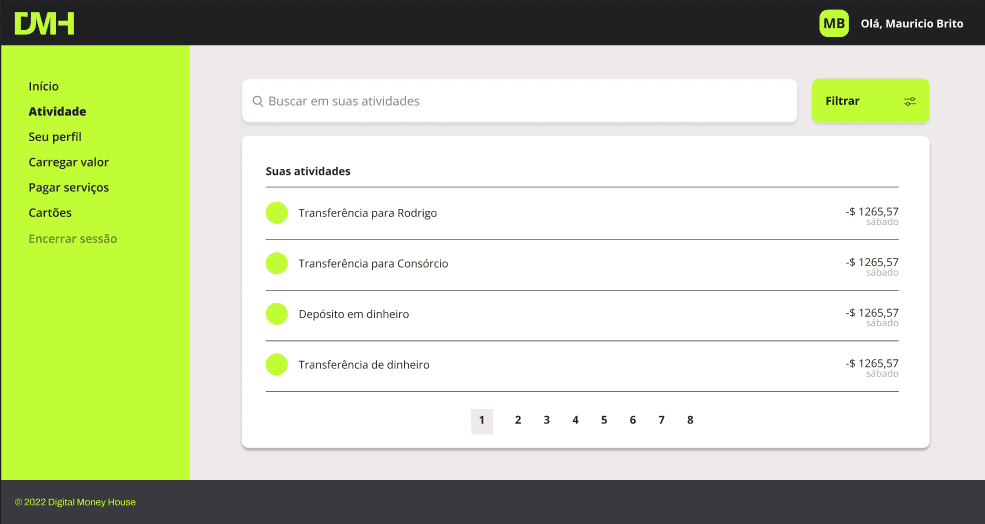 DMH
MB Olá, Mauricio Brito
Início
Atividade
Seu perfil
Carregar valor
Pagar serviços
Cartões
Encerrar sessão
Buscar em suas atividades
Filtrar
Suas atividades
Transferência para Rodrigo -$ 1265,57
sábado
Transferência para Consórcio -$ 1265,57
sábado
Depósito em dinheiro -$ 1265,57
sábado
Transferência de dinheiro -$ 1265,57
sábado
1 2 3 4 5 6 7 8
© 2022 Digital Money House